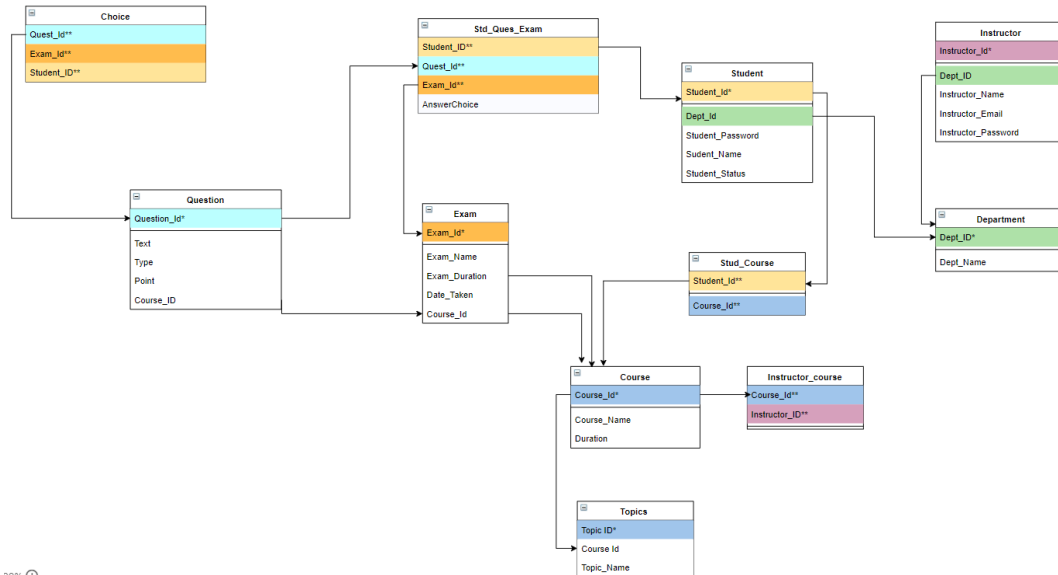 Choice
Quest_Id**
Exam_Id**
Student_ID**
Std_Ques_Exam
Student_ID**
Quest_Id**
Exam_Id**
AnswerChoice
Student
Student_Id*
Dept_Id
Student_Password
Sudent_Name
Student_Status
Instructor
Instructor_Id*
Dept_ID
Instructor_Name
Instructor_Email
Instructor_Password
Question
Question_Id*
Text
Type
Point
Course_ID
Exam
Exam_Id*
Exam_Name
Exam_Duration
Date_Taken
Course_Id
Stud_Course
Student_Id**
Course_Id**
Department
Dept_ID*
Dept_Name
Course
Course_Id*
Course_Name
Duration
Instructor_course
Course_Id**
Instructor_ID**
Topics
Topic ID*
Course Id
Topic_Name